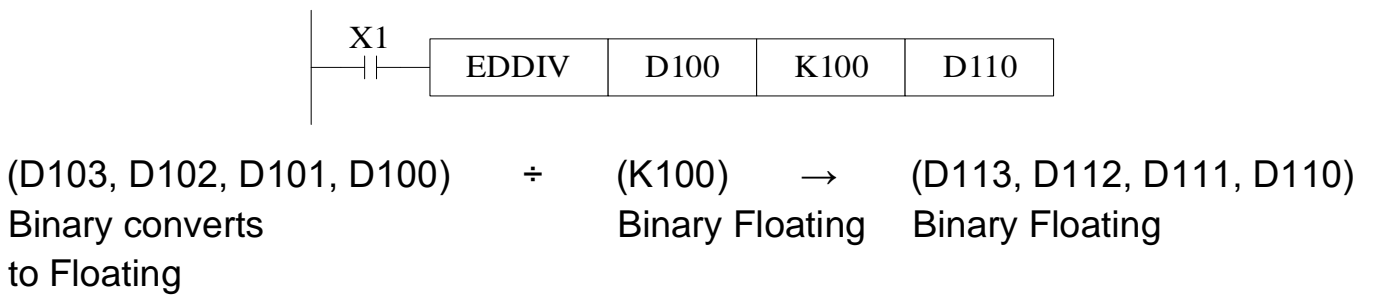 X1
EDDIV D100 K100 D110
(D103, D102, D101, D100) ÷ (K100) → (D113, D112, D111, D110)
Binary converts Binary Floating Binary Floating
to Floating